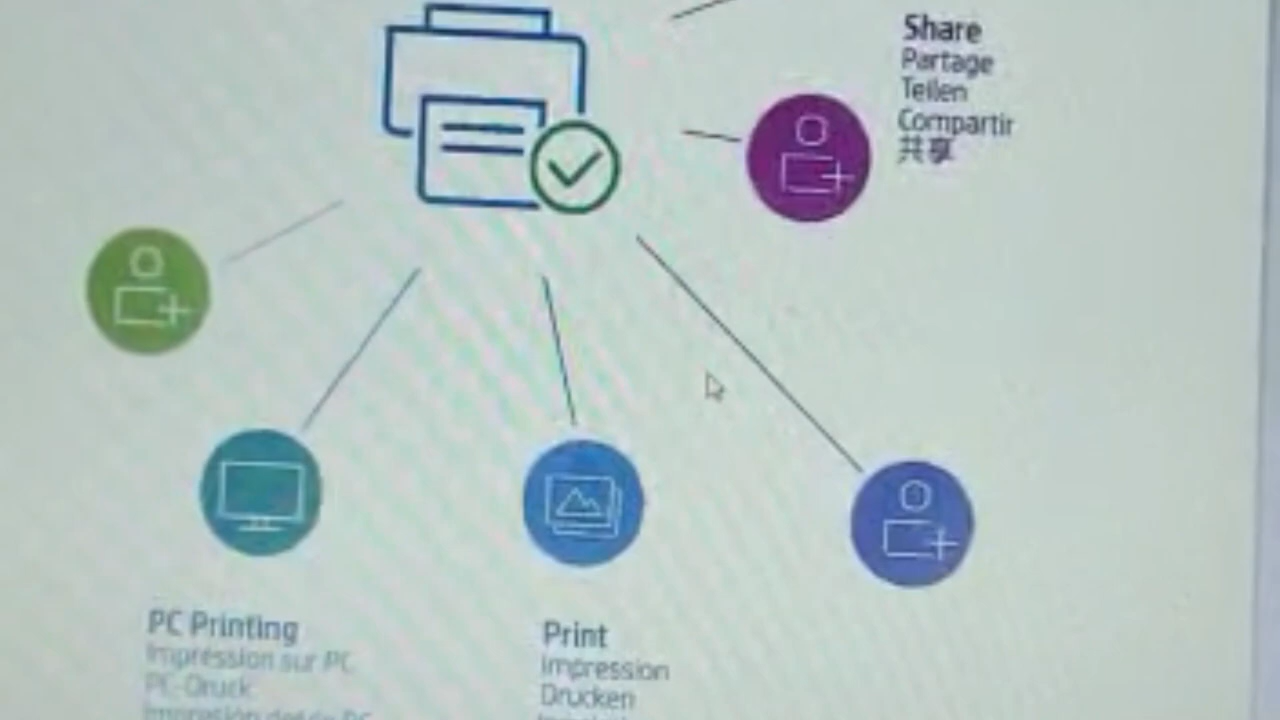 Share
Partage
Teilen
Compartir
共享
PC Printing
Impression sur PC
PC-Druck
Print
Impression
Drucken